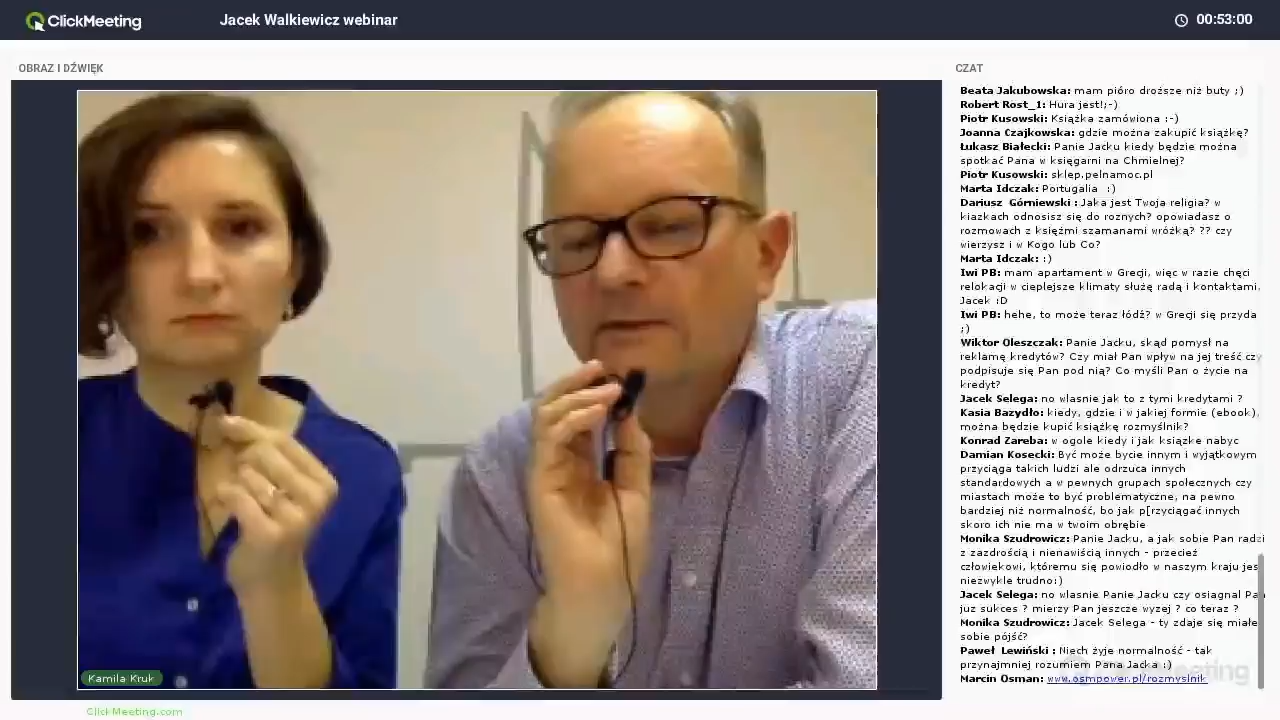 ClickMeeting
Jacek Walkiewicz webinar
00:53:00
OBRAZ I DŹWIĘK
CZAT
Beata Jakubowska: mam pióro droższe niż buty ;)
Robert Rost_1: Hura jest!;-)
Piotr Kusowski: Książka zamówiona :-)
Joanna Czajkowska: gdzie można zakupić książkę?
Łukasz Białecki: Panie Jacku kiedy będzie można
spotkać Pana w księgarni na Chmielnej?
Piotr Kusowski: sklep.pelnamoc.pl
Marta Idczak: Portugalia :)
Dariusz Górniewski : Jaka jest Twoja religia? w
kiazkach odnosisz się do roznych? opowiadasz o
rozmowach z księżmi szamanami wróżką? ?? czy
wierzysz i w Kogo lub Co?
Marta Idczak: :)
Iwi PB: mam apartament w Grecji, więc w razie chęci
relokacji w cieplejsze klimaty służę radą i kontaktami,
Jacek :D
Iwi PB: hehe, to może teraz łódź? w Grecji się przyda
;)
Wiktor Oleszczak: Panie Jacku, skąd pomysł na
reklamę kredytów? Czy miał Pan wpływ na jej treść czy
podpisuje się Pan pod nią? Co myśli Pan o życie na
kredyt?
Jacek Selega: no wlasnie jak to z tymi kredytami ?
Kasia Bazydło: kiedy, gdzie i w jakiej formie (ebook),
można będzie kupić książkę rozmyślnik?
Konrad Zareba: w ogole kiedy i jak ksiązke nabyc
Damian Kosecki: Być może bycie innym i wyjątkowym
przyciąga takich ludzi ale odrzuca innych
standardowych a w pewnych grupach społecznych czy
miastach może to być problematyczne, na pewno
bardziej niż normalność, bo jak p[rzyciągać innych
skoro ich nie ma w twoim obrębie
Monika Szudrowicz: Panie Jacku, a jak sobie Pan radzi
z zazdrością i nienawiścią innych - przecież
człowiekowi, któremu się powiodło w naszym kraju jes
niezwykle trudno:)
Jacek Selega: no wlasnie Panie Jacku czy osiagnal Pan
juz sukces ? mierzy Pan jeszcze wyzej ? co teraz ?
Monika Szudrowicz: Jacek Selega - ty zdaje się miałe
sobie pójść?
Paweł Lewiński : Niech żyje normalność - tak
przynajmniej rozumiem Pana Jacka :)
Marcin Osman: www.osmpower.pl/rozmyslnik
Kamila Kruk
ClickMeeting.com